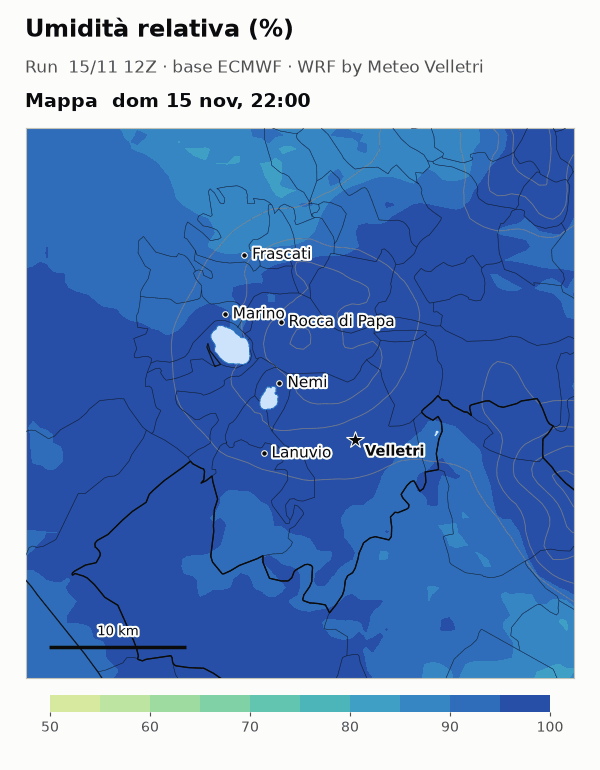 Umidità relativa (%)
Run  15/11 12Z · base ECMWF · WRF by Meteo Velletri
Mappa  dom 15 nov, 22:00
Frascati
Marino
Rocca di Papa
Nemi
Velletri
Lanuvio
10 km
50 60 70 80 90 100